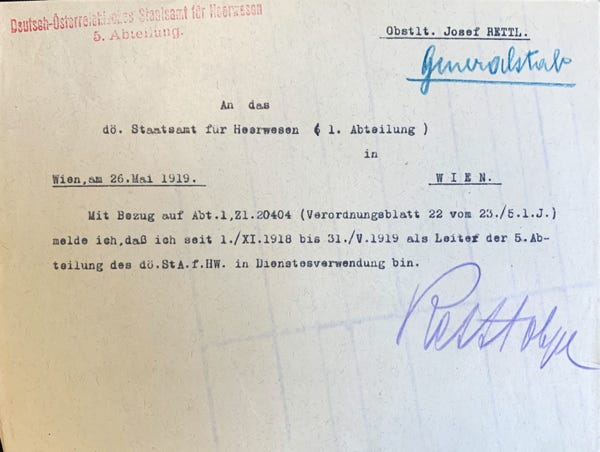 Deutsch-Österreichisches Staatsamt für Heerwesen
5. Abteilung.
Obstlt. Josef RETTL.
Generalstab
An das
dö. Staatsamt für Heerwesen ( 1. Abteilung )
in
Wien,am 26.Mai 1919.
W I E N.
Mit Bezug auf Abt.1,Zl.20404 (Verordnungsblatt 22 vom 23./5.l.J.)
melde ich,daß ich seit 1./XI.1918 bis 31./V.1919 als Leiter der 5.Ab-
teilung des dö.StA.f.HW. in Dienstesverwendung bin.